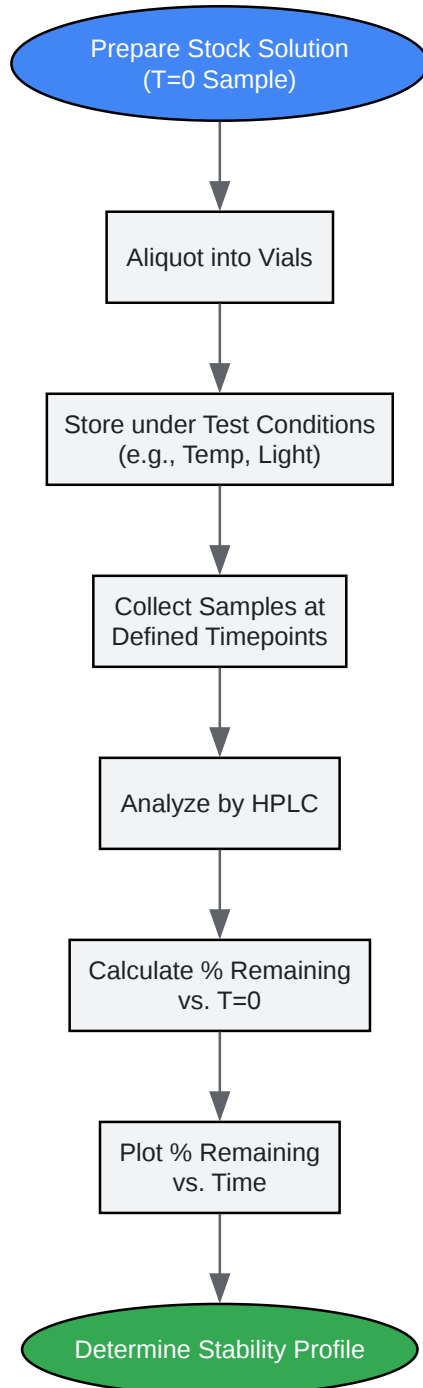 Prepare Stock Solution
(T=0 Sample)
Aliquot into Vials
Store under Test Conditions
(e.g., Temp, Light)
Collect Samples at
Defined Timepoints
Analyze by HPLC
Calculate % Remaining
vs. T=0
Plot % Remaining
vs. Time
Determine Stability Profile